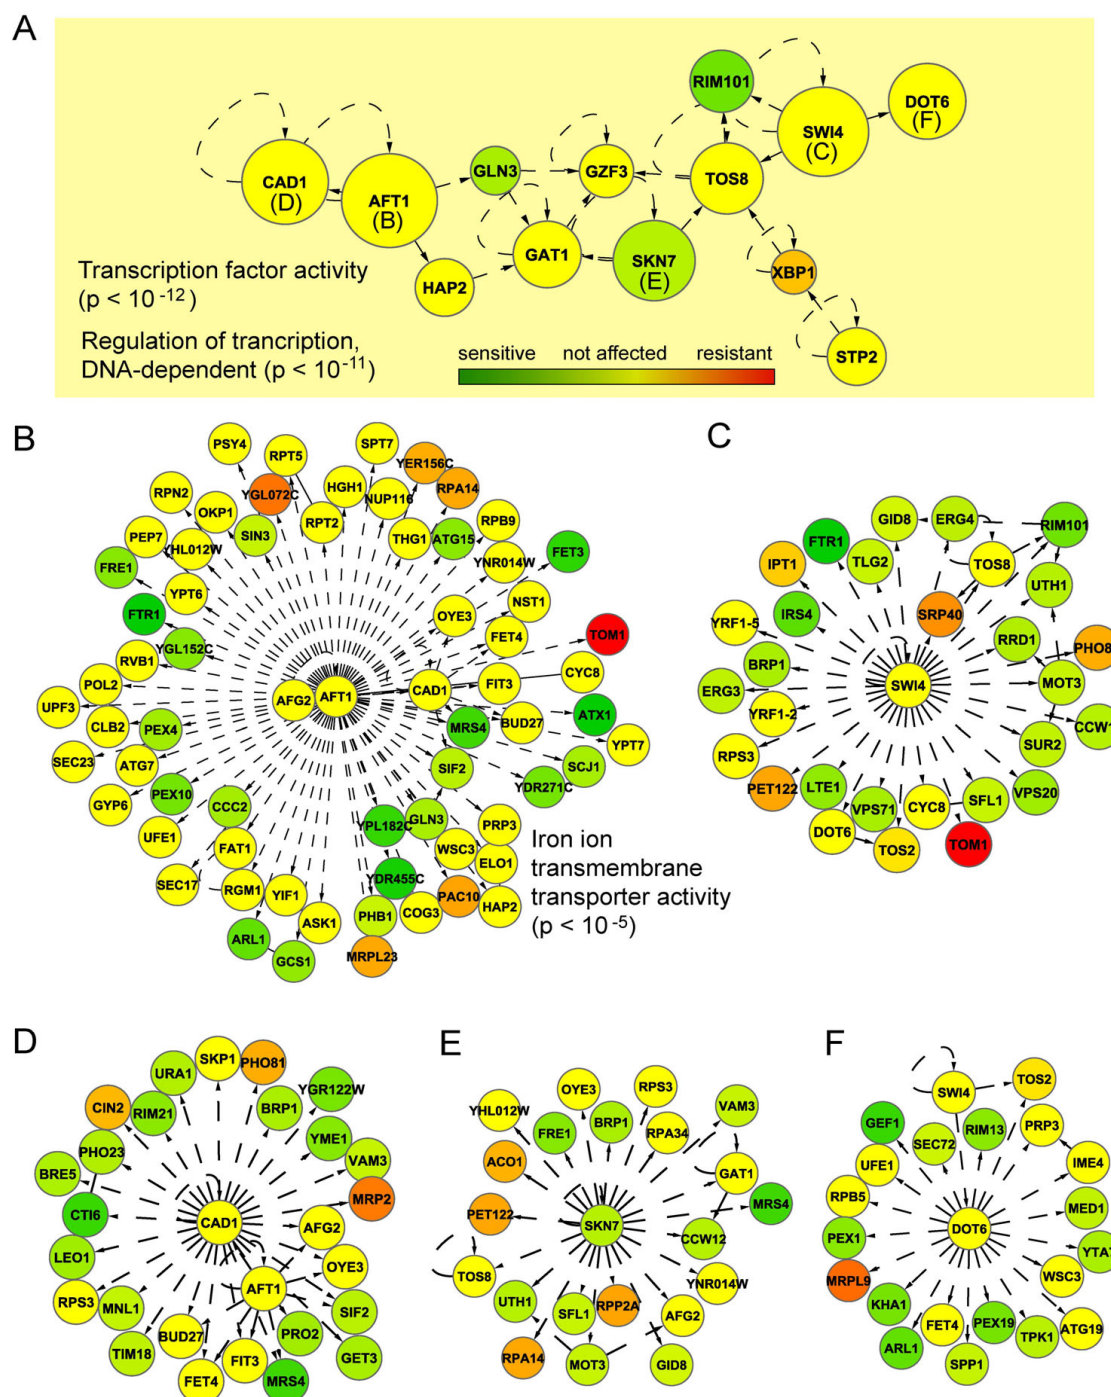 A
RIM101
DOT6
(F)
SWI4
(C)
GLN3
GZF3
TOS8
CAD1
(D)
AFT1
(B)
GAT1
SKN7
(E)
XBP1
HAP2
STP2
Transcription factor activity
(p < 10 -12)
Regulation of trancription,
DNA-dependent (p < 10-11)
sensitive not affected resistant
B
PSY4
RPT5
SPT7
YER156C
RPN2
YGL072C
HGH1
NUP116
RPA14
OKP1
RPT2
RPB9
PEP7
YHL012W
SIN3
THG1
ATG15
FET3
FRE1
YNR014W
YPT6
NST1
FTR1
OYE3
FET4
TOM1
YGL152C
RVB1
POL2
CYC8
UPF3
AFG2
AFT1
CAD1
FIT3
ATX1
CLB2
PEX4
MRS4
BUD27
YPT7
SEC23
ATG7
SIF2
SCJ1
GYP6
PEX10
YDR271C
CCC2
YPL182C
GLN3
PRP3
UFE1
FAT1
WSC3
ELO1
SEC17
RGM1
YIF1
YDR455C
PAC10
HAP2
ASK1
PHB1
COG3
ARL1
GCS1
MRPL23
Iron ion
transmembrane
transporter activity
(p < 10 -5)
C
GID8
ERG4
RIM101
FTR1
TLG2
TOS8
IPT1
UTH1
IRS4
SRP40
YRF1-5
RRD1
PHO8
BRP1
MOT3
ERG3
SWI4
YRF1-2
CCW1
RPS3
SUR2
PET122
LTE1
VPS71
CYC8
SFL1
VPS20
DOT6
TOS2
TOM1
D
SKP1
PHO81
URA1
YGR122W
CIN2
RIM21
BRP1
YME1
PHO23
VAM3
BRE5
MRP2
CTI6
CAD1
AFG2
LEO1
OYE3
RPS3
AFT1
MNL1
SIF2
BUD27
PRO2
TIM18
FIT3
GET3
FET4
MRS4
E
OYE3
RPS3
YHL012W
VAM3
FRE1
BRP1
RPA34
ACO1
GAT1
PET122
MRS4
SKN7
CCW12
TOS8
YNR014W
UTH1
SFL1
RPP2A
AFG2
RPA14
MOT3
GID8
F
SWI4
TOS2
GEF1
SEC72
RIM13
PRP3
UFE1
IME4
RPB5
MED1
DOT6
PEX1
YTA7
MRPL9
WSC3
KHA1
FET4
PEX19
TPK1
ATG19
ARL1
SPP1